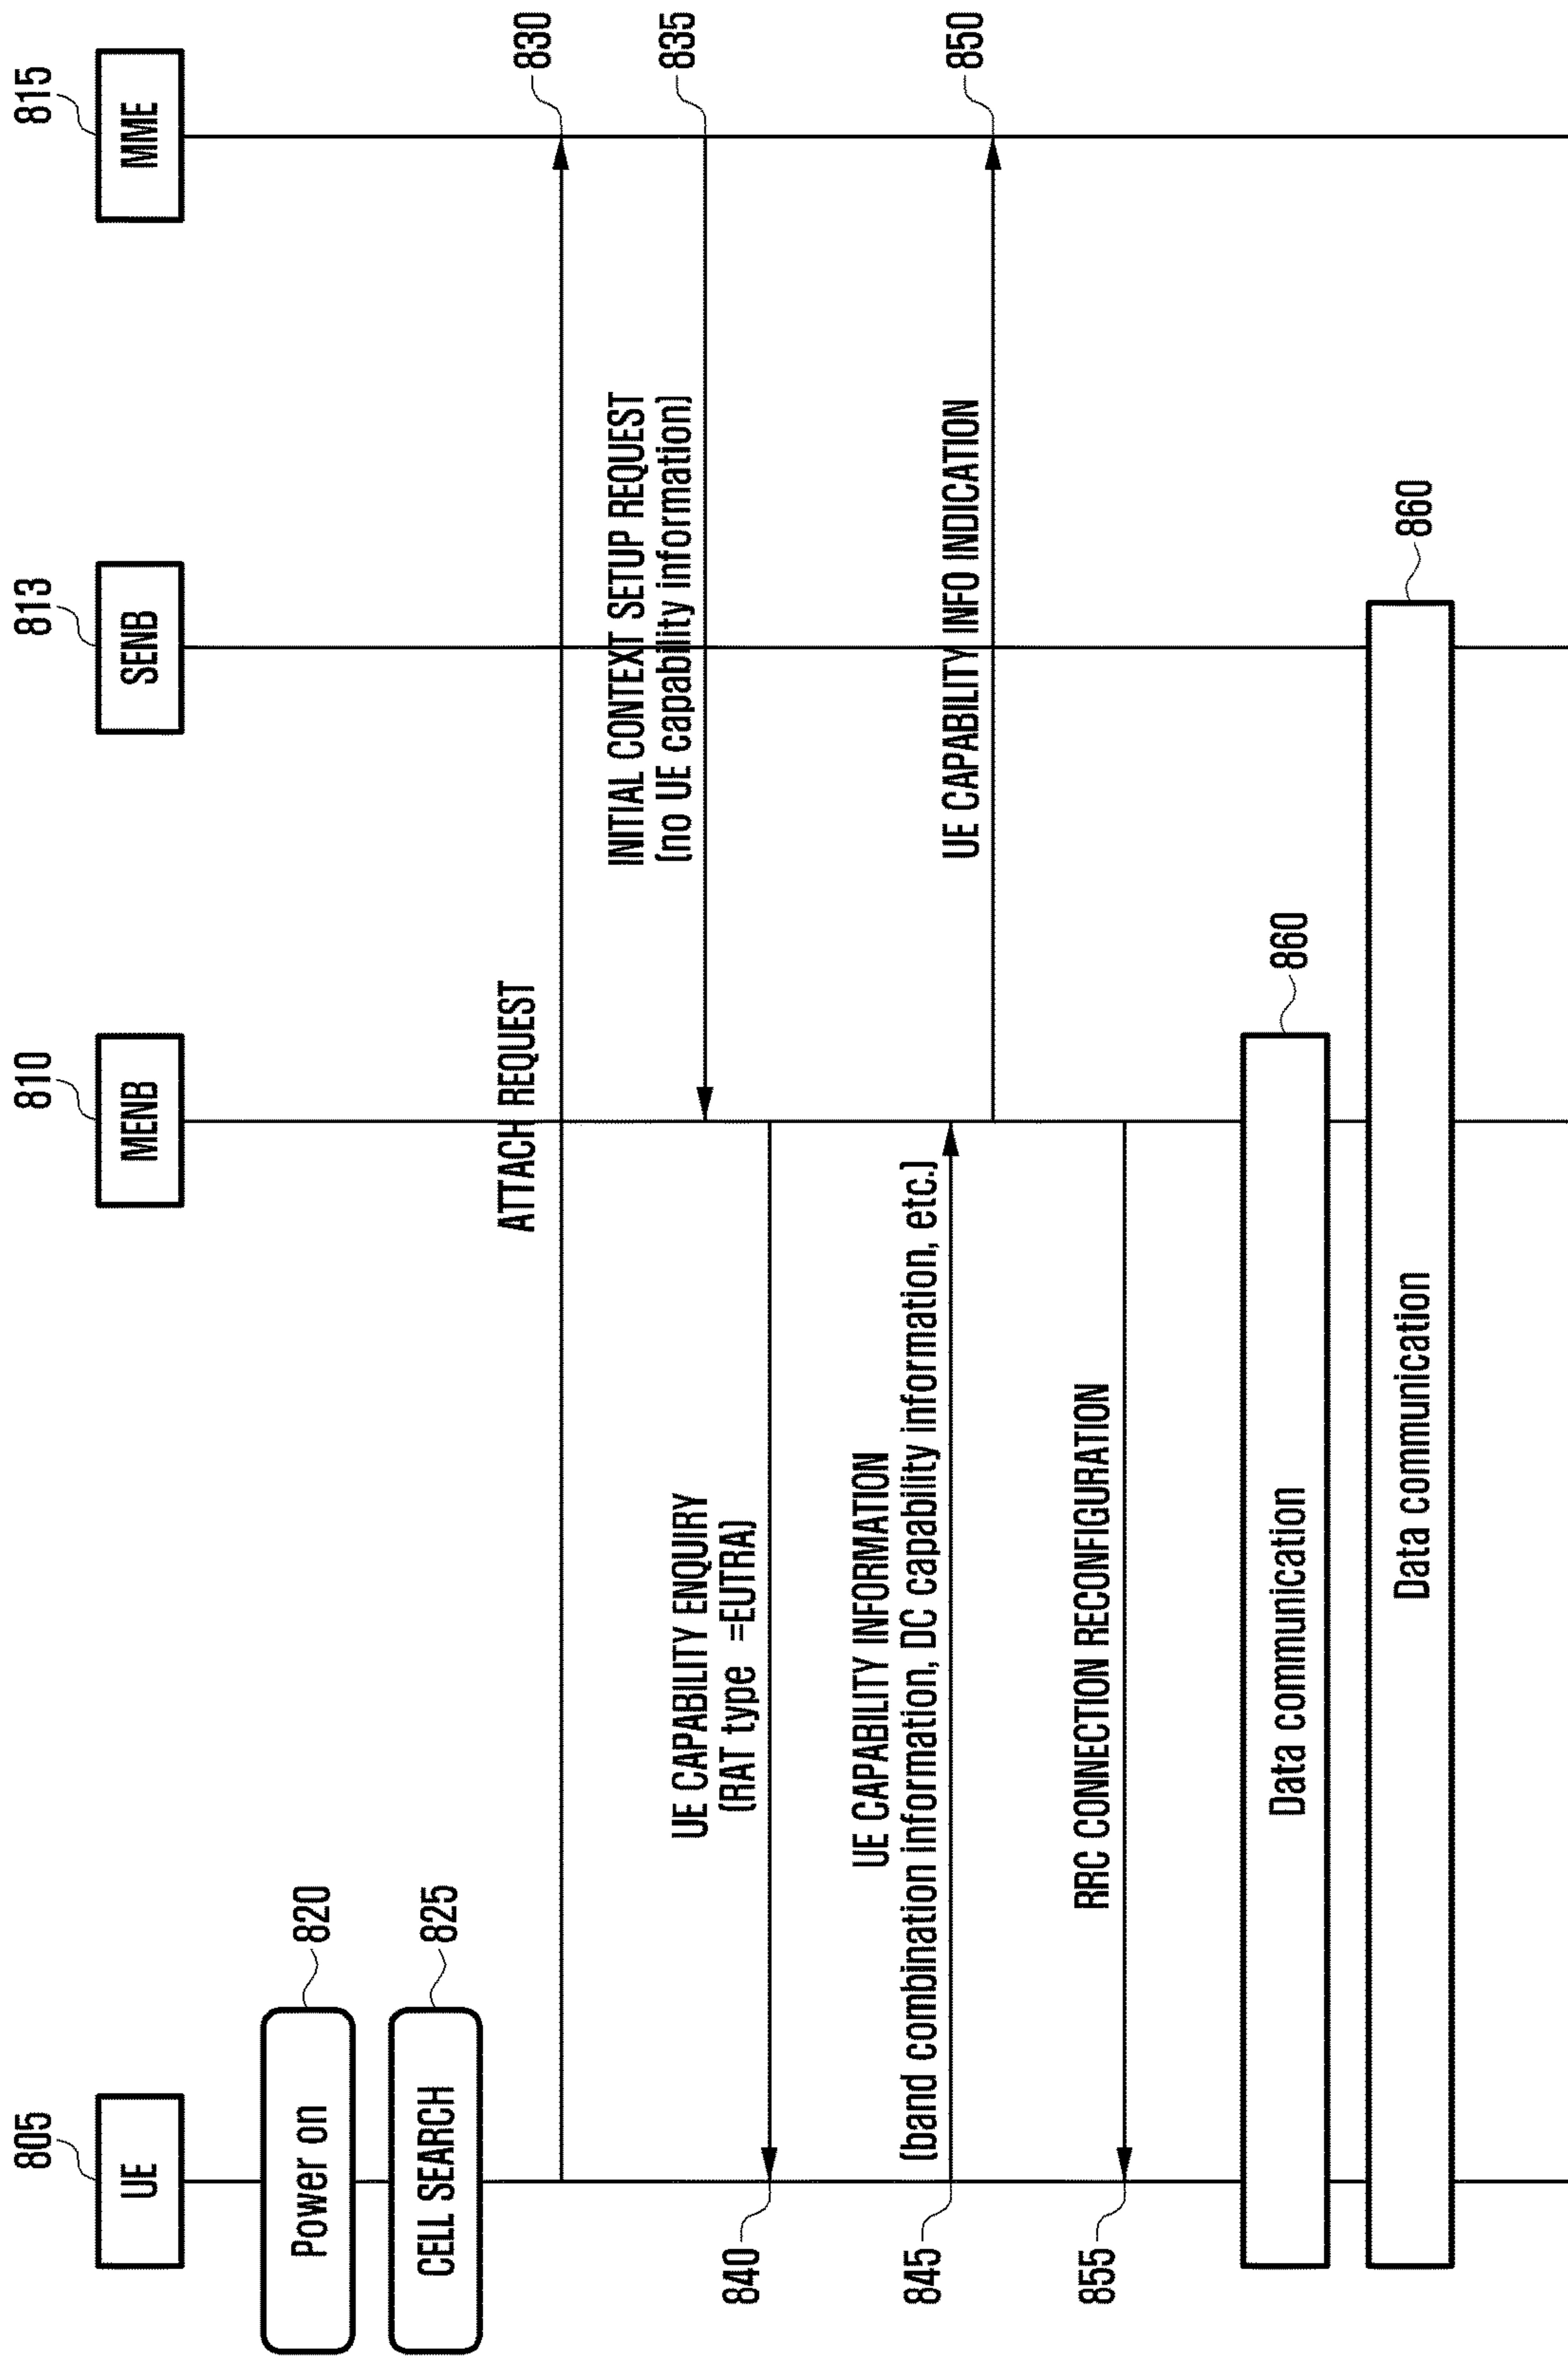 805
UE
810
MENB
813
SENB
815
MME
Power on
820
CELL SEARCH
825
ATTACH REQUEST
830
INITIAL CONTEXT SETUP REQUEST
(no UE capability information)
835
UE CAPABILITY ENQUIRY
(RAT type =EUTRA)
840
UE CAPABILITY INFORMATION
(band combination information, DC capability information, etc.)
845
UE CAPABILITY INFO INDICATION
850
RRC CONNECTION RECONFIGURATION
855
Data communication
860
Data communication
860